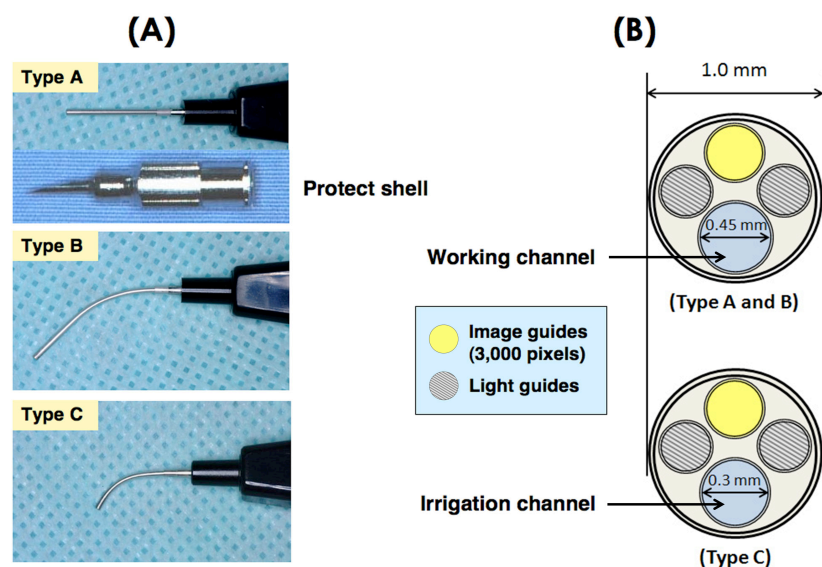 (A)
Type A
Protect shell
Type B
Type C
(B)
1.0 mm
0.45 mm
Working channel
(Type A and B)
Image guides
(3,000 pixels)
Light guides
0.3 mm
Irrigation channel
(Type C)